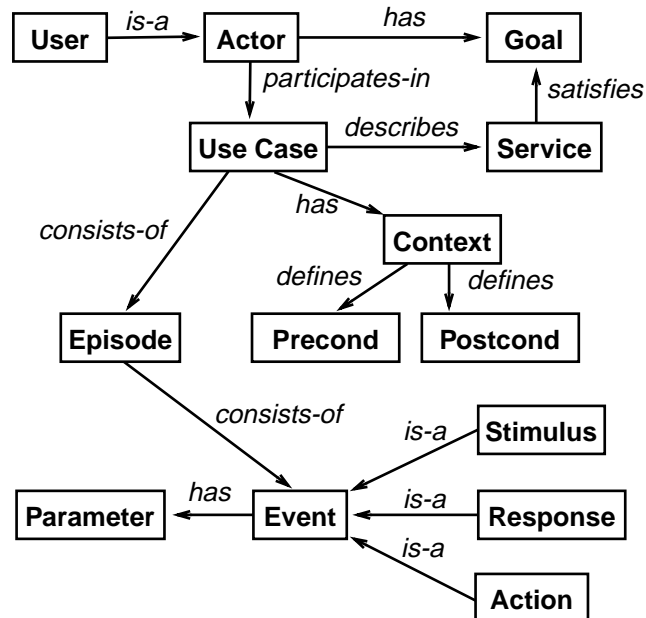 is-a
has
User
Actor
Goal
participates-in
satisfies
describes
Use Case
Service
has
consists-of
Context
defines
defines
Episode
Precond
Postcond
consists-of
is-a
Stimulus
has
is-a
Parameter
Event
Response
is-a
Action